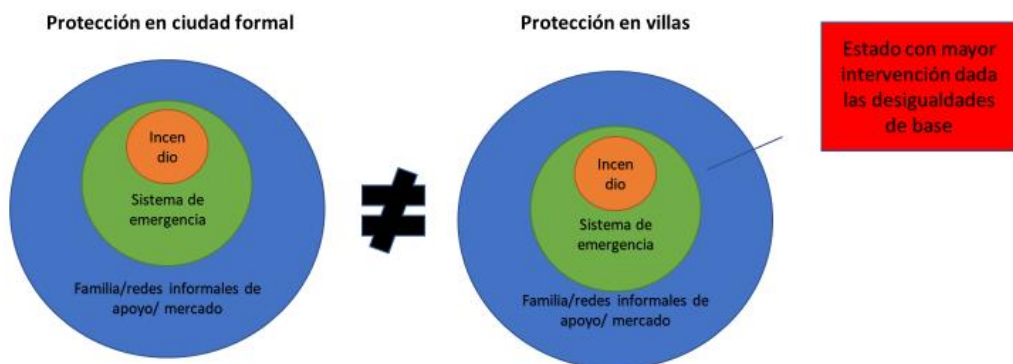 Protección en ciudad formal
Incen
dio
Sistema de
emergencia
Familia/redes informales de
apoyo/ mercado
≠
Protección en villas
Incen
dio
Sistema de
emergencia
Familia/redes informales de
apoyo/ mercado
Estado con mayor
intervención dada
las desigualdades
de base